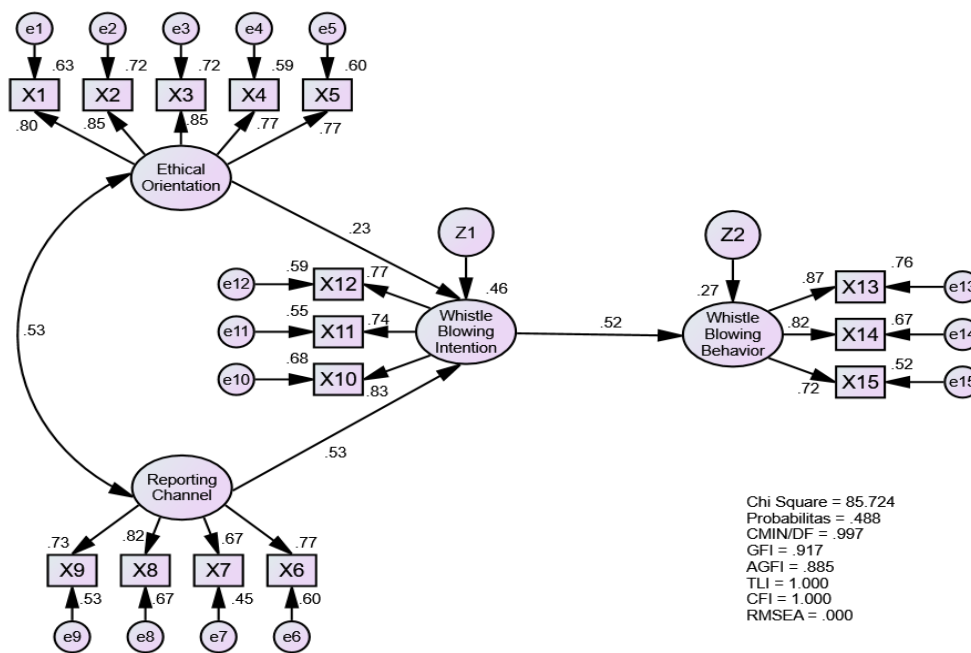 e1 e2 e3 e4 e5
.63 .72 .72 .59 .60
X1 X2 X3 X4 X5
.80 .85 .85 .77 .77
Ethical
Orientation
.23
.53
Z1
Z2
e12 .59 X12 .77
.46
e11 .55 X11 .74
e10 .68 X10 .83
Whistle
Blowing
Intention
.52
.27
Whistle
Blowing
Behavior
.87 X13 .76 e13
.82 X14 .67 e14
.72 X15 .52 e15
.53
Reporting
Channel
.73 .82 .67 .77
X9 X8 X7 X6
.53 .67 .45 .60
e9 e8 e7 e6
Chi Square = 85.724
Probabilitas = .488
CMIN/DF = .997
GFI = .917
AGFI = .885
TLI = 1.000
CFI = 1.000
RMSEA = .000